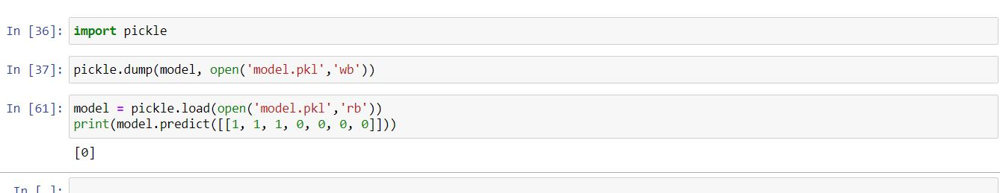 In [36]: import pickle
In [37]: pickle.dump(model, open('model.pkl','wb'))
In [61]: model = pickle.load(open('model.pkl','rb'))
print(model.predict([[1, 1, 1, 0, 0, 0, 0]]))
[0]
In [ ]: